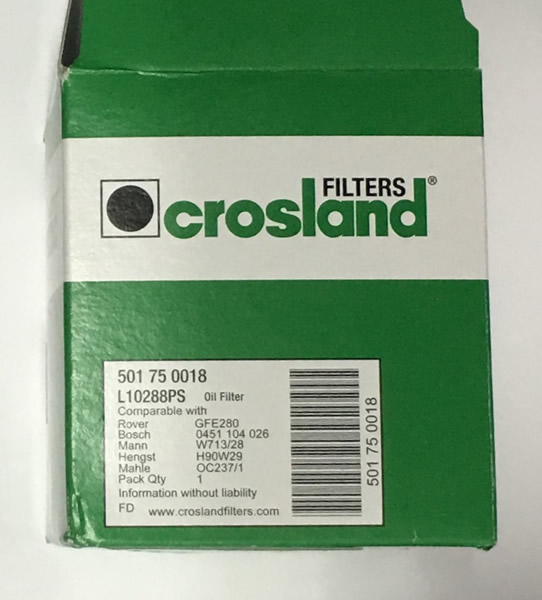 FILTERS®
crosland
501 75 0018
L10288PS Oil Filter
Comparable with
Rover GFE280
Bosch 0451 104 026
Mann W713/28
Hengst H90W29
Mahle OC237/1
Pack Qty 1
Information without liability
FD www.croslandfilters.com
501 75 0018